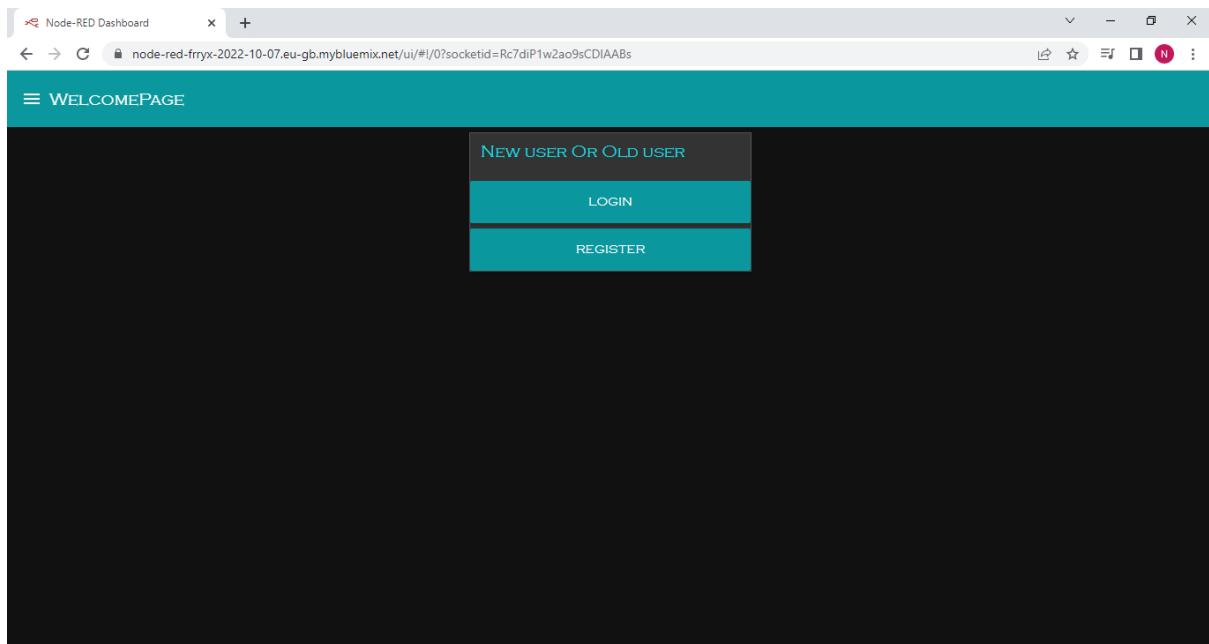 Node-RED Dashboard
node-red-frryx-2022-10-07.eu-gb.mybluemix.net/ui/#!/0?socketid=Rc7diP1w2ao9sCDIAABs
N
WelcomePage
New user Or Old user
LOGIN
REGISTER